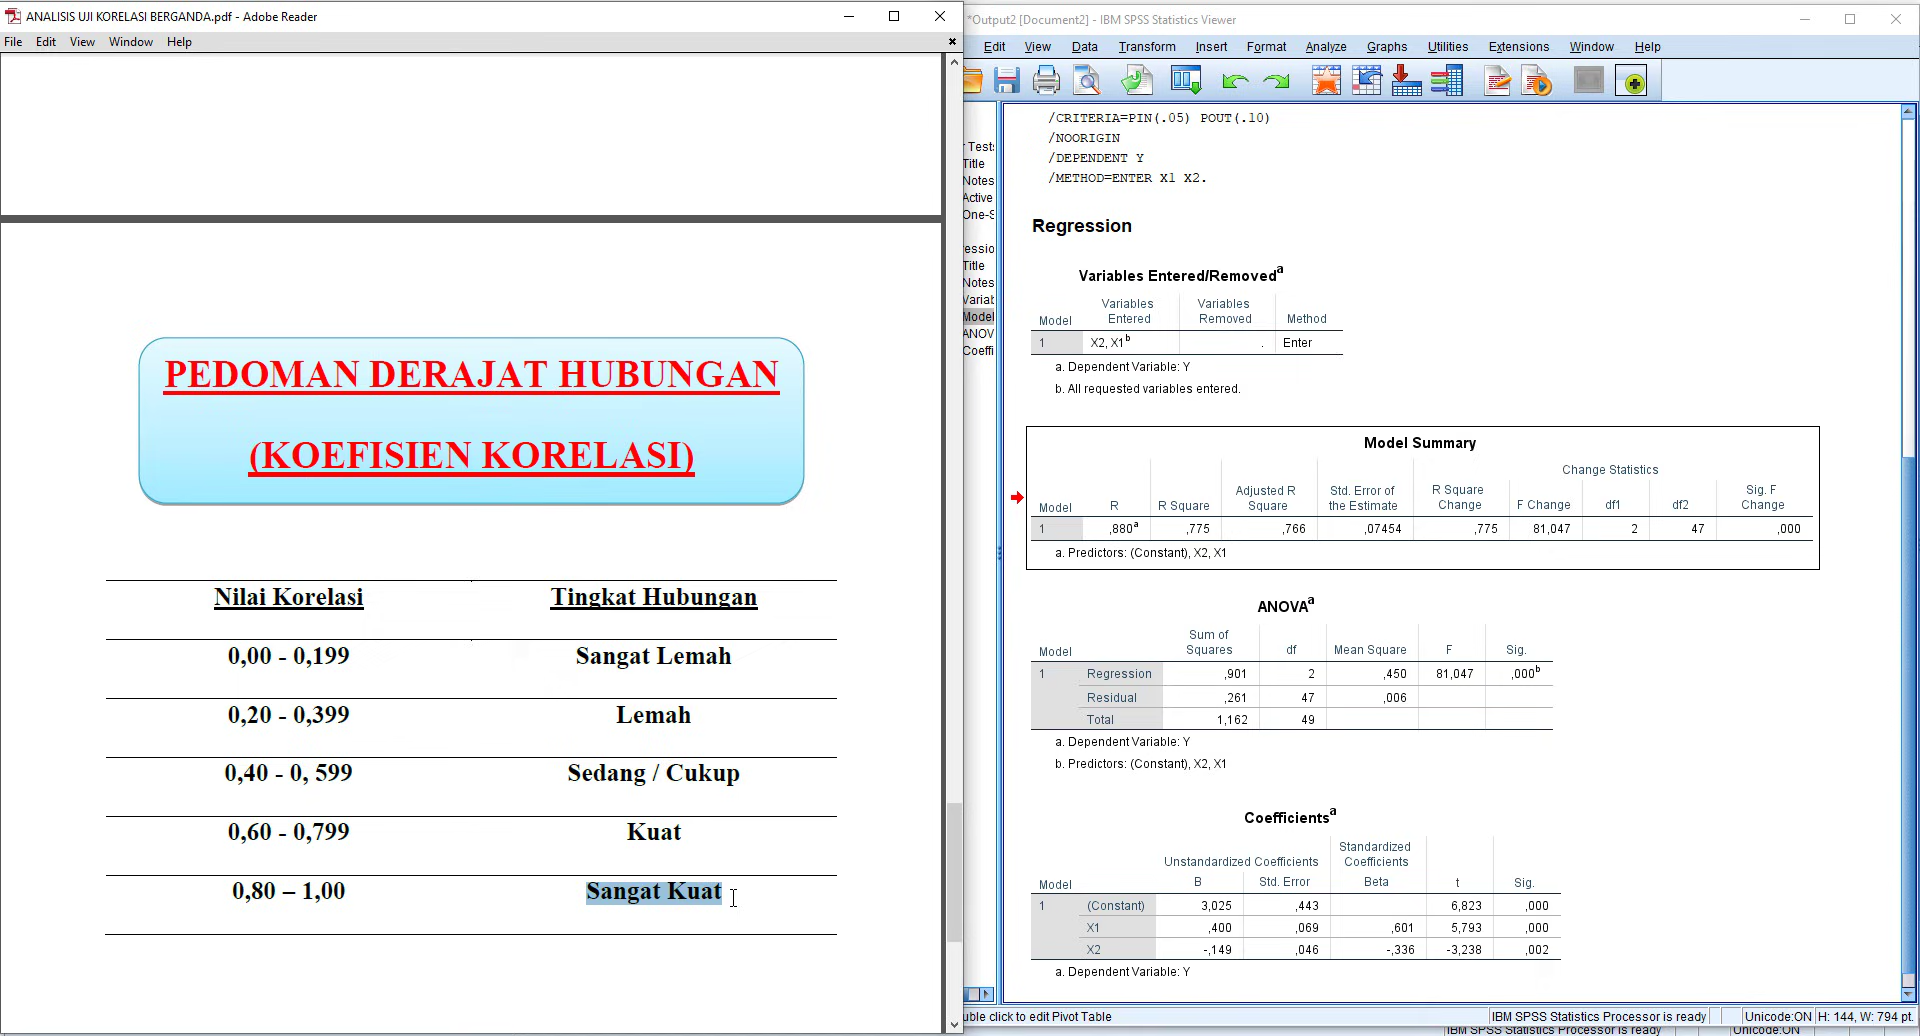 ANALISIS UJI KORELASI BERGANDA.pdf - Adobe Reader
File Edit View Window Help
PEDOMAN DERAJAT HUBUNGAN
(KOEFISIEN KORELASI)
Nilai Korelasi Tingkat Hubungan
0,00 - 0,199 Sangat Lemah
0,20 - 0,399 Lemah
0,40 - 0, 599 Sedang / Cukup
0,60 - 0,799 Kuat
0,80 – 1,00 Sangat Kuat
*Output2 [Document2] - IBM SPSS Statistics Viewer
Edit View Data Transform Insert Format Analyze Graphs Utilities Extensions Window Help
Title
Notes
Active
Title
Notes
/CRITERIA=PIN(.05) POUT(.10)
/NOORIGIN
/DEPENDENT Y
/METHOD=ENTER X1 X2.
Regression
Variables Entered/Removedª
Model Variables Entered Variables Removed Method
1 X2, X1ᵇ . Enter
a. Dependent Variable: Y
b. All requested variables entered.
Model Summary
Change Statistics
Model R R Square Adjusted R Square Std. Error of the Estimate R Square Change F Change df1 df2 Sig. F Change
1 ,880ª ,775 ,766 ,07454 ,775 81,047 2 47 ,000
a. Predictors: (Constant), X2, X1
ANOVAª
Model Sum of Squares df Mean Square F Sig.
1 Regression ,901 2 ,450 81,047 ,000ᵇ
Residual ,261 47 ,006
Total 1,162 49
a. Dependent Variable: Y
b. Predictors: (Constant), X2, X1
Coefficientsª
Unstandardized Coefficients Standardized Coefficients
Model B Std. Error Beta t Sig.
1 (Constant) 3,025 ,443 6,823 ,000
X1 ,400 ,069 ,601 5,793 ,000
X2 -,149 ,046 -,336 -3,238 ,002
a. Dependent Variable: Y
click to edit Pivot Table
IBM SPSS Statistics Processor is ready Unicode:ON H: 144, W: 794 pt.